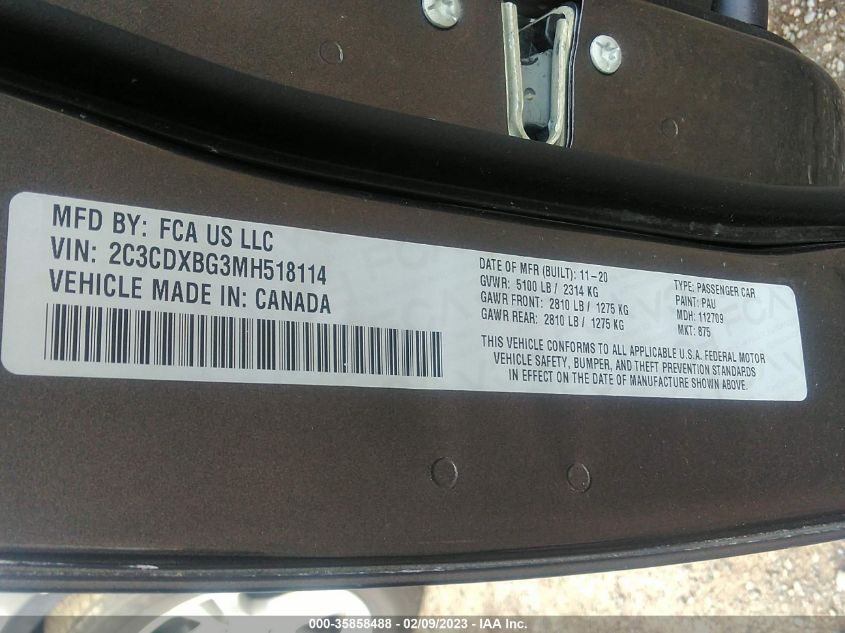 MFD BY: FCA US LLC
VIN: 2C3CDXBG3MH518114
VEHICLE MADE IN: CANADA
DATE OF MFR (BUILT): 11-20
GVWR: 5100 LB / 2314 KG
GAWR FRONT: 2810 LB / 1275 KG
GAWR REAR: 2810 LB / 1275 KG
TYPE: PASSENGER CAR
PAINT: PAU
MDH: 112709
MKT: 875
THIS VEHICLE CONFORMS TO ALL APPLICABLE U.S.A. FEDERAL MOTOR
VEHICLE SAFETY, BUMPER, AND THEFT PREVENTION STANDARDS
IN EFFECT ON THE DATE OF MANUFACTURE SHOWN ABOVE.
000-35858488 - 02/09/2023 - IAA Inc.